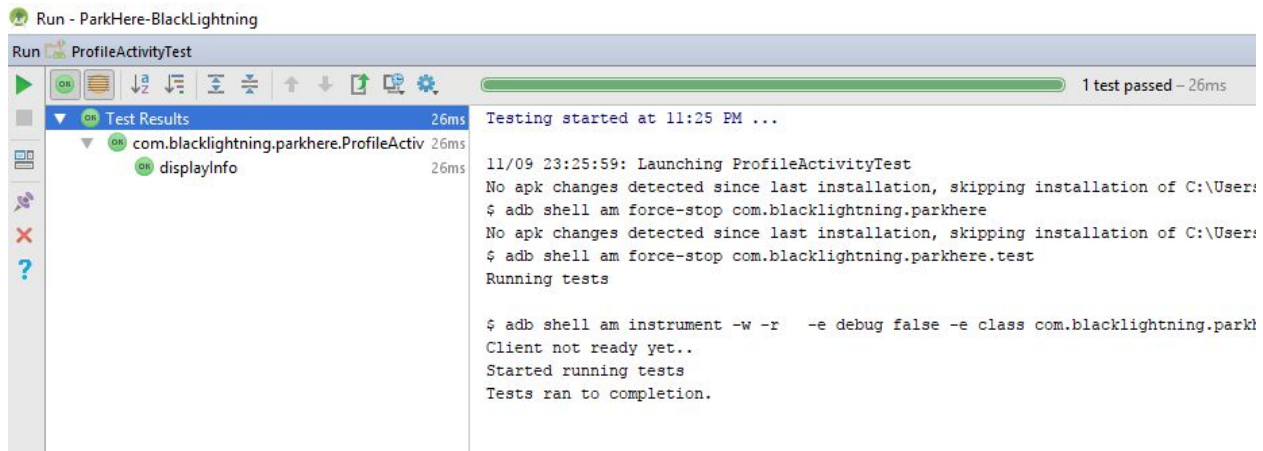 Run - ParkHere-BlackLightning
Run ProfileActivityTest
1 test passed – 26ms
Test Results 26ms
com.blacklightning.parkhere.ProfileActiv 26ms
displayInfo 26ms
Testing started at 11:25 PM ...
11/09 23:25:59: Launching ProfileActivityTest
No apk changes detected since last installation, skipping installation of C:\Users
$ adb shell am force-stop com.blacklightning.parkhere
No apk changes detected since last installation, skipping installation of C:\Users
$ adb shell am force-stop com.blacklightning.parkhere.test
Running tests
$ adb shell am instrument -w -r   -e debug false -e class com.blacklightning.parkh
Client not ready yet..
Started running tests
Tests ran to completion.